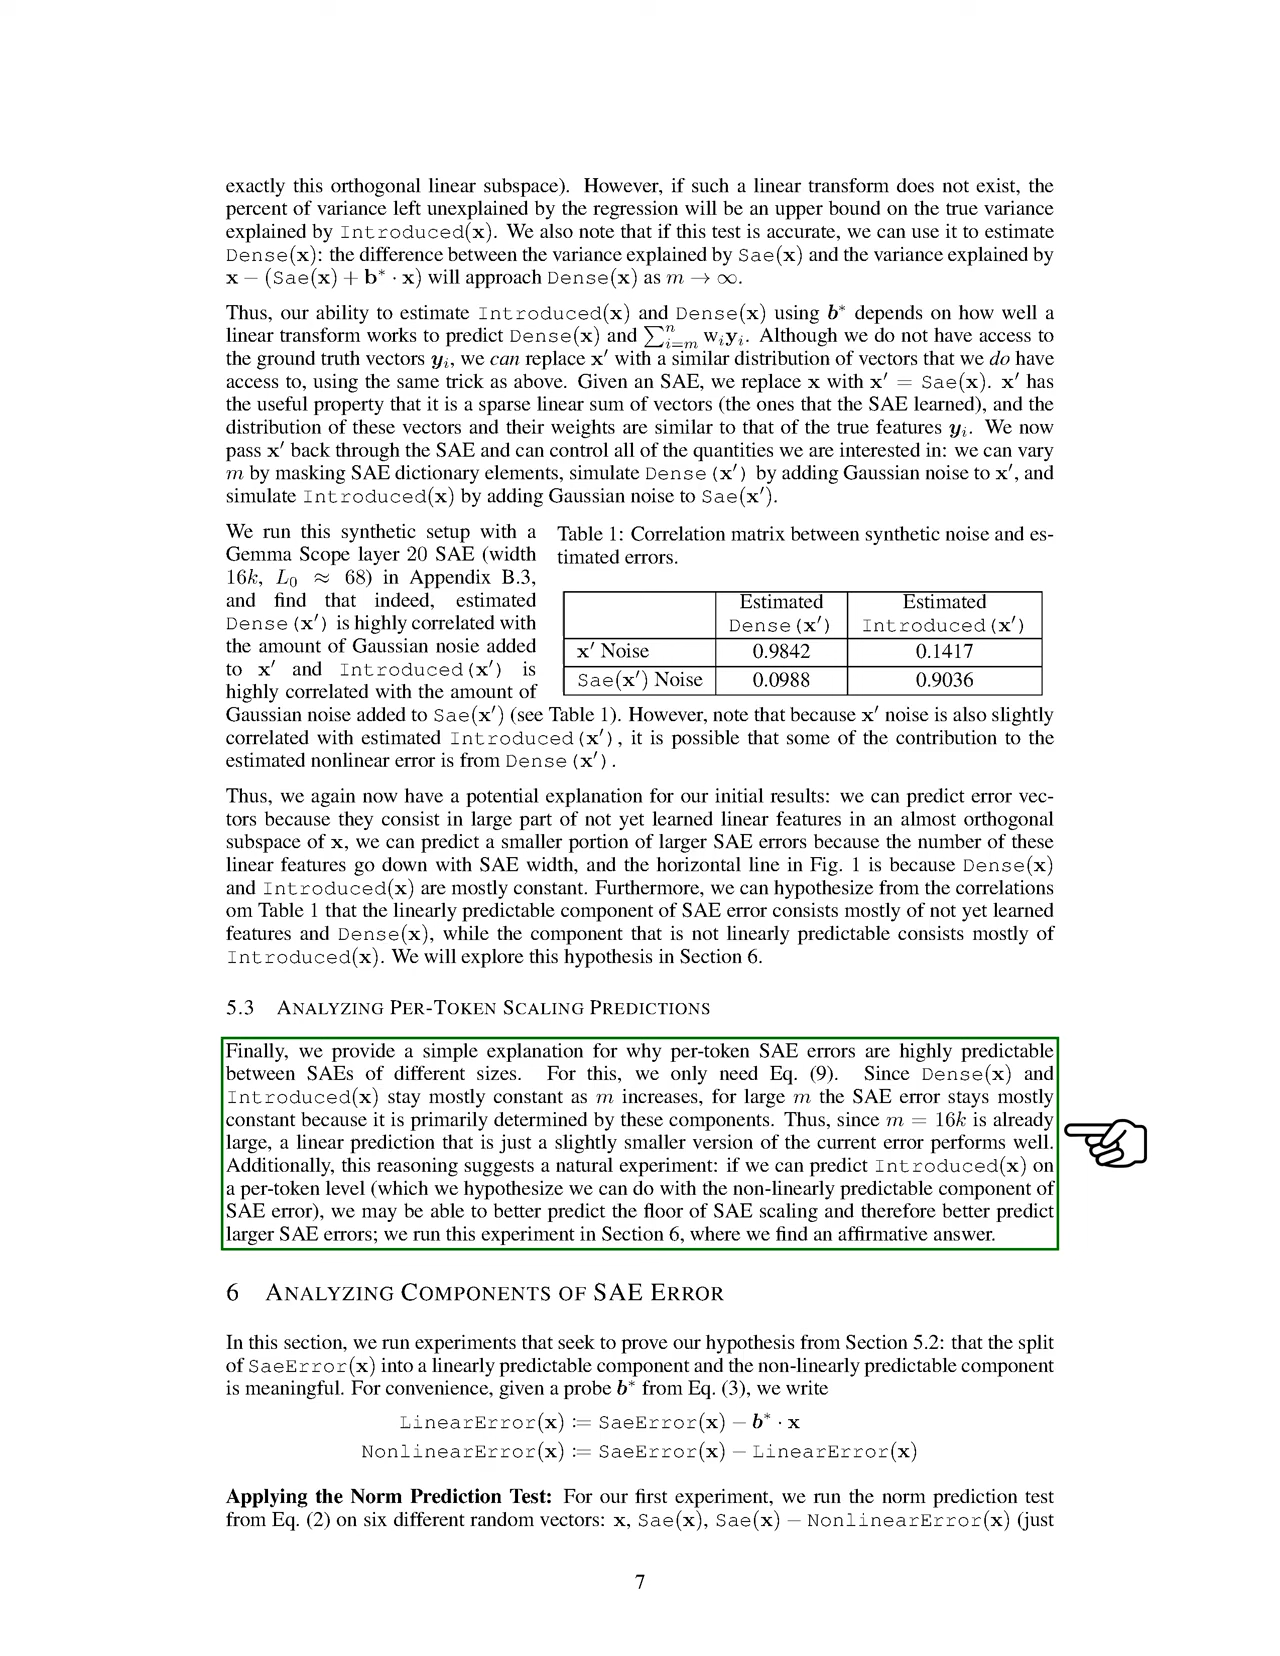 exactly this orthogonal linear subspace). However, if such a linear transform does not exist, the
percent of variance left unexplained by the regression will be an upper bound on the true variance
explained by Introduced(x). We also note that if this test is accurate, we can use it to estimate
Dense(x): the difference between the variance explained by Sae(x) and the variance explained by
x − (Sae(x) + b* · x) will approach Dense(x) as m → ∞.
Thus, our ability to estimate Introduced(x) and Dense(x) using b* depends on how well a
linear transform works to predict Dense(x) and ∑ⁿᵢ₌ₘ wᵢyᵢ. Although we do not have access to
the ground truth vectors yᵢ, we can replace x′ with a similar distribution of vectors that we do have
access to, using the same trick as above. Given an SAE, we replace x with x′ = Sae(x). x′ has
the useful property that it is a sparse linear sum of vectors (the ones that the SAE learned), and the
distribution of these vectors and their weights are similar to that of the true features yᵢ. We now
pass x′ back through the SAE and can control all of the quantities we are interested in: we can vary
m by masking SAE dictionary elements, simulate Dense(x′) by adding Gaussian noise to x′, and
simulate Introduced(x) by adding Gaussian noise to Sae(x′).
We run this synthetic setup with a
Gemma Scope layer 20 SAE (width
16k, L₀ ≈ 68) in Appendix B.3,
and find that indeed, estimated
Dense(x′) is highly correlated with
the amount of Gaussian nosie added
to x′ and Introduced(x′) is
highly correlated with the amount of
Table 1: Correlation matrix between synthetic noise and es-
timated errors.
Estimated Estimated
Dense(x′) Introduced(x′)
x′ Noise 0.9842 0.1417
Sae(x′) Noise 0.0988 0.9036
Gaussian noise added to Sae(x′) (see Table 1). However, note that because x′ noise is also slightly
correlated with estimated Introduced(x′), it is possible that some of the contribution to the
estimated nonlinear error is from Dense(x′).
Thus, we again now have a potential explanation for our initial results: we can predict error vec-
tors because they consist in large part of not yet learned linear features in an almost orthogonal
subspace of x, we can predict a smaller portion of larger SAE errors because the number of these
linear features go down with SAE width, and the horizontal line in Fig. 1 is because Dense(x)
and Introduced(x) are mostly constant. Furthermore, we can hypothesize from the correlations
om Table 1 that the linearly predictable component of SAE error consists mostly of not yet learned
features and Dense(x), while the component that is not linearly predictable consists mostly of
Introduced(x). We will explore this hypothesis in Section 6.
5.3 ANALYZING PER-TOKEN SCALING PREDICTIONS
Finally, we provide a simple explanation for why per-token SAE errors are highly predictable
between SAEs of different sizes. For this, we only need Eq. (9). Since Dense(x) and
Introduced(x) stay mostly constant as m increases, for large m the SAE error stays mostly
constant because it is primarily determined by these components. Thus, since m = 16k is already
large, a linear prediction that is just a slightly smaller version of the current error performs well.
Additionally, this reasoning suggests a natural experiment: if we can predict Introduced(x) on
a per-token level (which we hypothesize we can do with the non-linearly predictable component of
SAE error), we may be able to better predict the floor of SAE scaling and therefore better predict
larger SAE errors; we run this experiment in Section 6, where we find an affirmative answer.
6 ANALYZING COMPONENTS OF SAE ERROR
In this section, we run experiments that seek to prove our hypothesis from Section 5.2: that the split
of SaeError(x) into a linearly predictable component and the non-linearly predictable component
is meaningful. For convenience, given a probe b* from Eq. (3), we write
LinearError(x) := SaeError(x) − b* · x
NonlinearError(x) := SaeError(x) − LinearError(x)
Applying the Norm Prediction Test: For our first experiment, we run the norm prediction test
from Eq. (2) on six different random vectors: x, Sae(x), Sae(x) − NonlinearError(x) (just
7